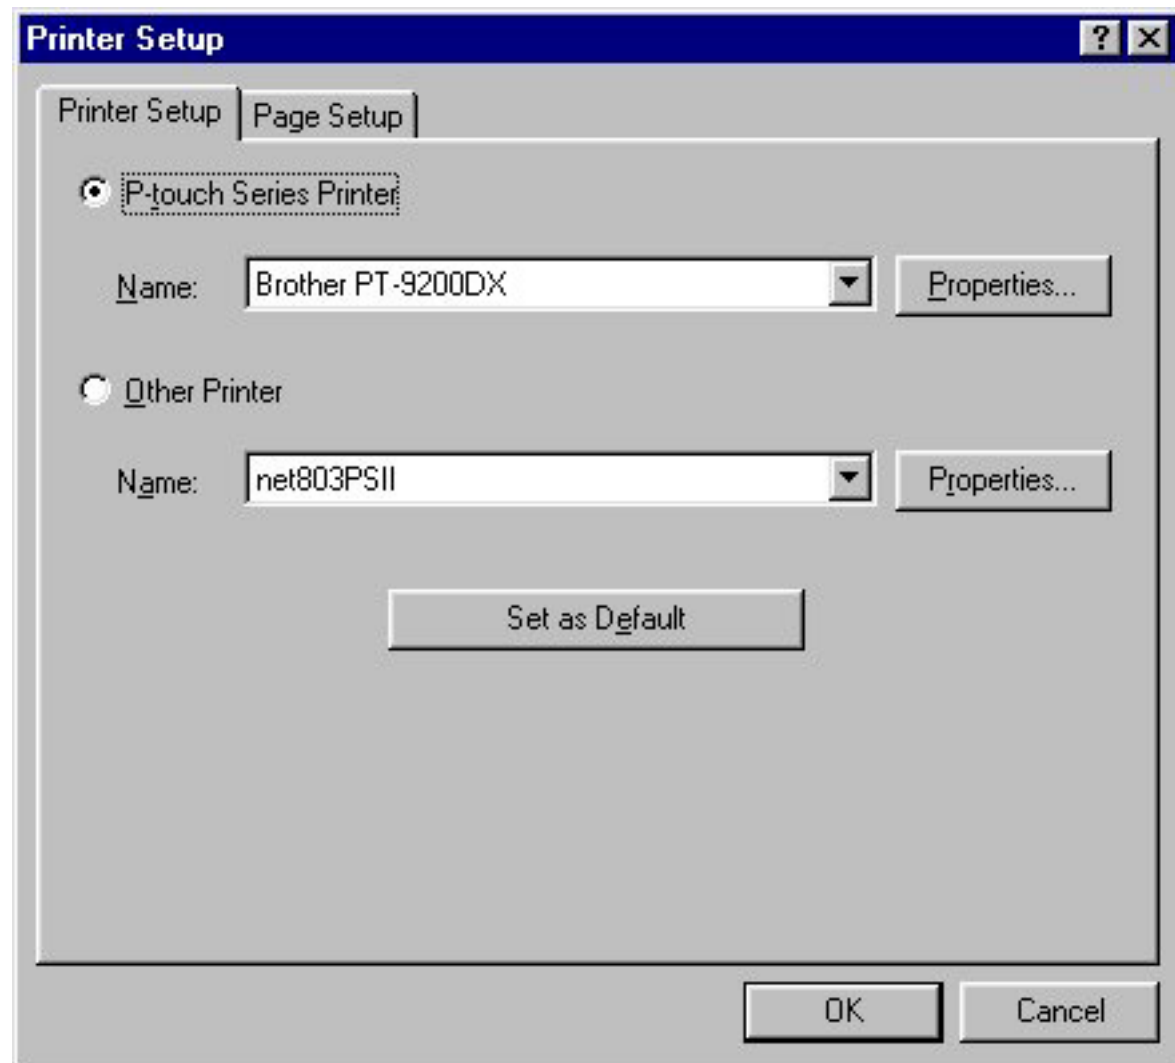 Printer Setup
? X
Printer Setup Page Setup
P-touch Series Printer
Name: Brother PT-9200DX Properties...
Other Printer
Name: net803PSII Properties...
Set as Default
OK Cancel